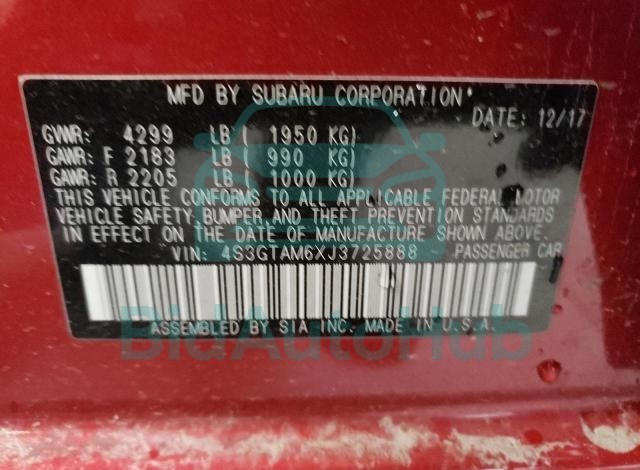 MFD BY SUBARU CORPORATION
DATE: 12/17
GVWR: 4299 LB ( 1950 KG)
GAWR: F 2183 LB ( 990 KG)
GAWR: R 2205 LB ( 1000 KG)
THIS VEHICLE CONFORMS TO ALL APPLICABLE FEDERAL MOTOR
VEHICLE SAFETY, BUMPER, AND THEFT PREVENTION STANDARDS
IN EFFECT ON THE DATE OF MANUFACTURE SHOWN ABOVE.
VIN: 4S3GTAM6XJ3725888 PASSENGER CAR
ASSEMBLED BY SIA INC. MADE IN U.S.A.
BidAutoHub